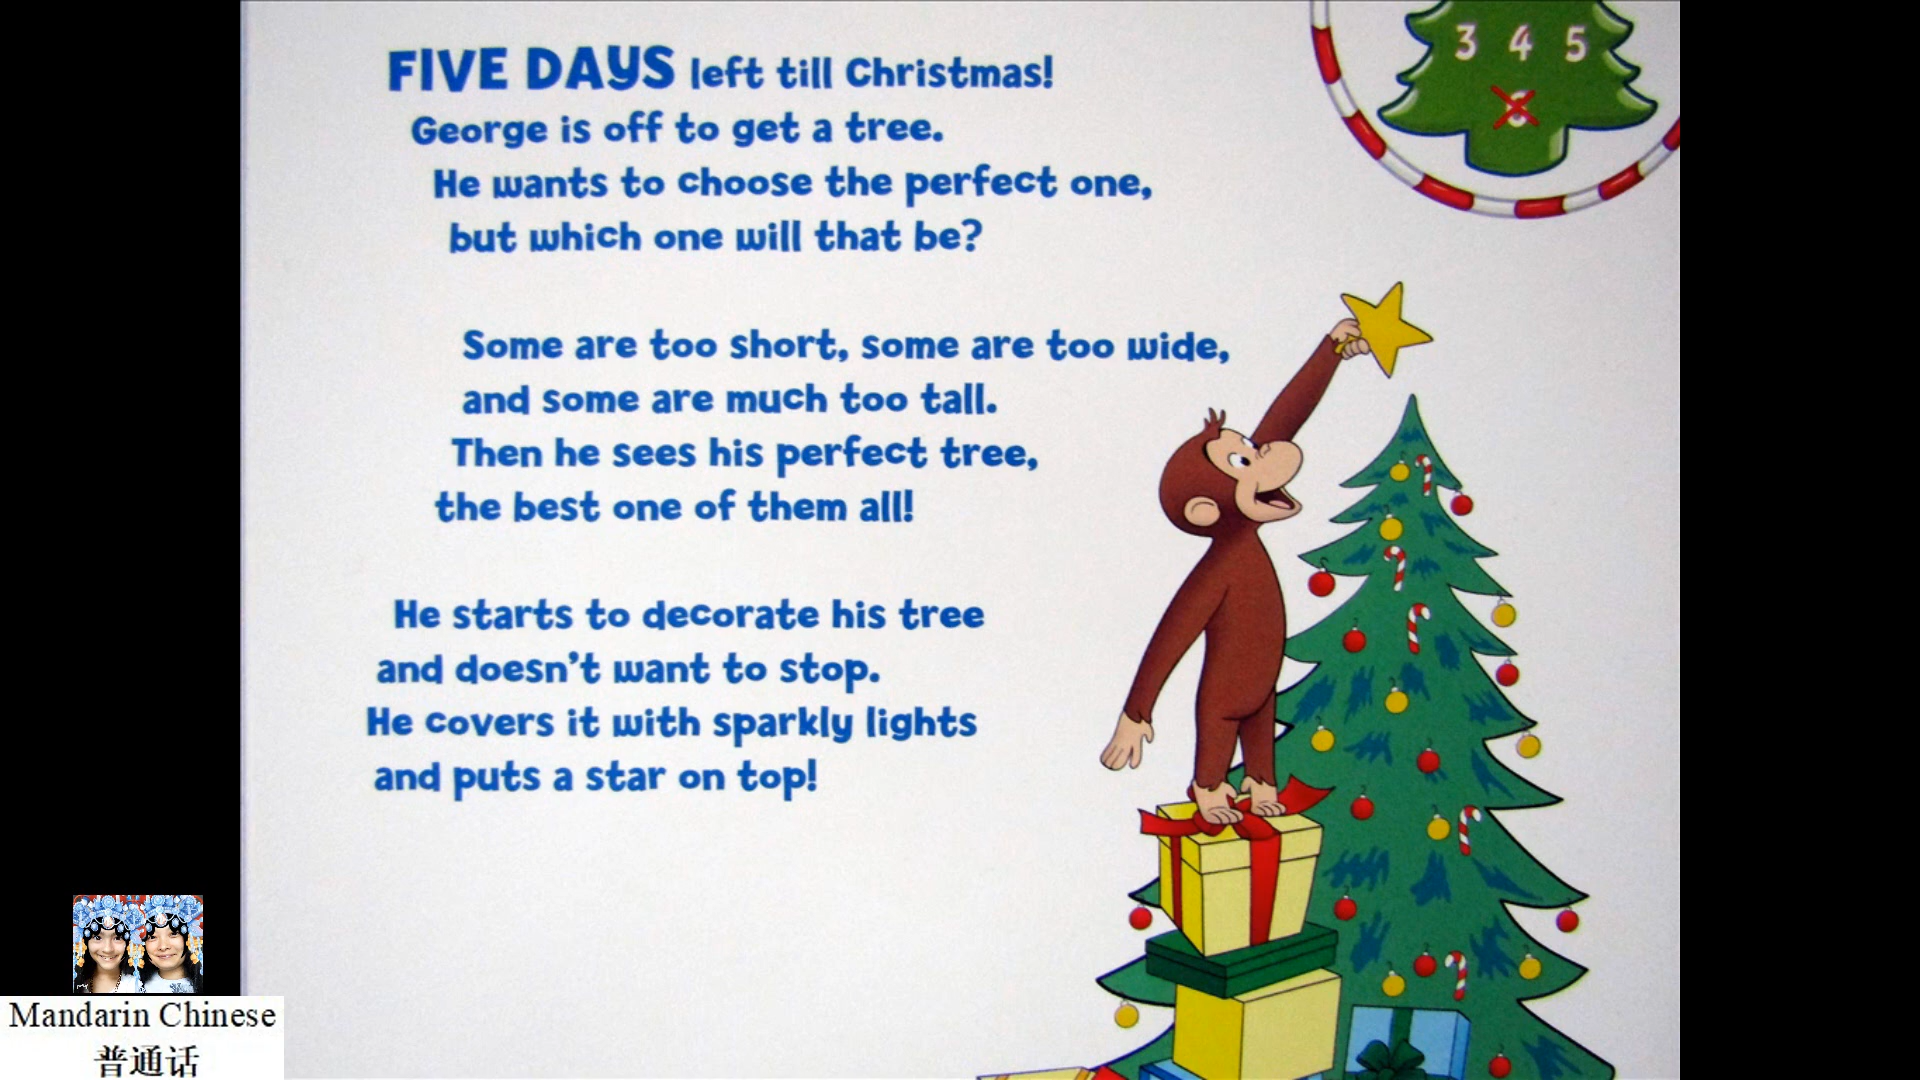 FIVE DAYS left till Christmas!
George is off to get a tree.
He wants to choose the perfect one,
but which one will that be?
Some are too short, some are too wide,
and some are much too tall.
Then he sees his perfect tree,
the best one of them all!
He starts to decorate his tree
and doesn't want to stop.
He covers it with sparkly lights
and puts a star on top!
3 4 5
6
Mandarin Chinese
普通话